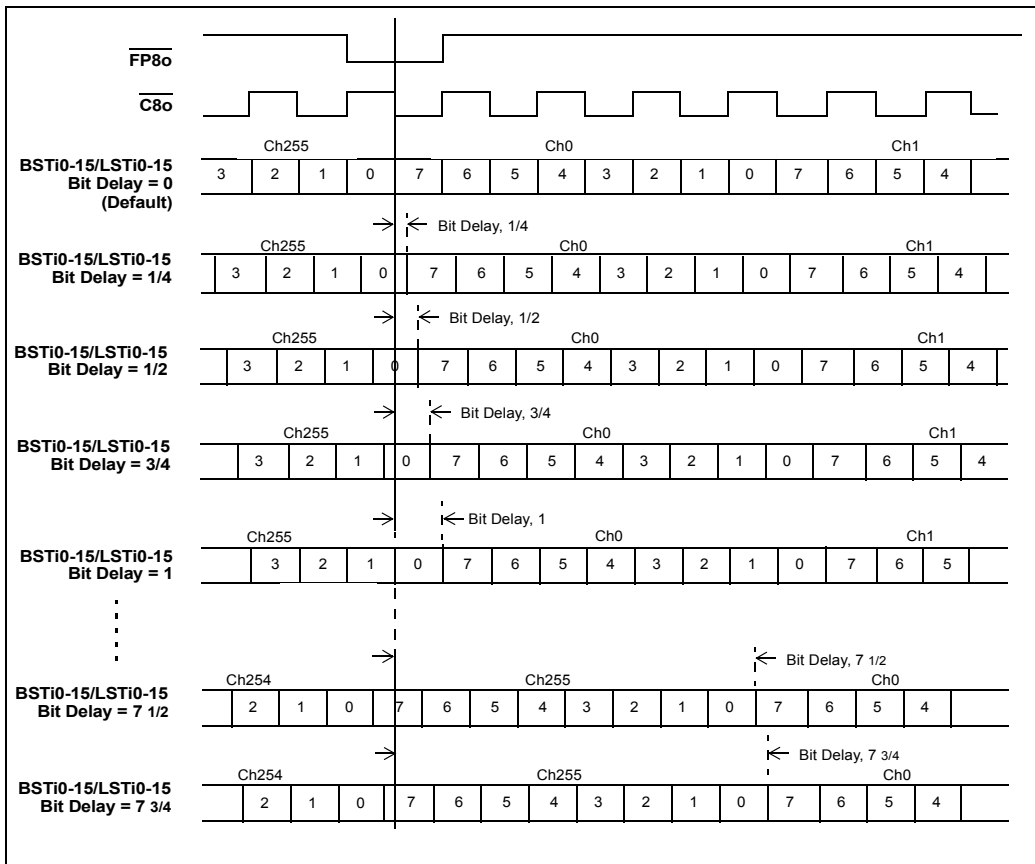 FP8o
C8o
Ch255 Ch0 Ch1
BSTi0-15/LSTi0-15
Bit Delay = 0
(Default)
3 2 1 0 7 6 5 4 3 2 1 0 7 6 5 4
Bit Delay, 1/4
Ch255 Ch0 Ch1
BSTi0-15/LSTi0-15
Bit Delay = 1/4
3 2 1 0 7 6 5 4 3 2 1 0 7 6 5 4
Bit Delay, 1/2
Ch255 Ch0 Ch1
BSTi0-15/LSTi0-15
Bit Delay = 1/2
3 2 1 0 7 6 5 4 3 2 1 0 7 6 5 4
Bit Delay, 3/4
Ch255 Ch0 Ch1
BSTi0-15/LSTi0-15
Bit Delay = 3/4
3 2 1 0 7 6 5 4 3 2 1 0 7 6 5 4
Bit Delay, 1
Ch255 Ch0 Ch1
BSTi0-15/LSTi0-15
Bit Delay = 1
3 2 1 0 7 6 5 4 3 2 1 0 7 6 5
Bit Delay, 7 1/2
Ch254 Ch255 Ch0
BSTi0-15/LSTi0-15
Bit Delay = 7 1/2
2 1 0 7 6 5 4 3 2 1 0 7 6 5 4
Bit Delay, 7 3/4
Ch254 Ch255 Ch0
BSTi0-15/LSTi0-15
Bit Delay = 7 3/4
2 1 0 7 6 5 4 3 2 1 0 7 6 5 4